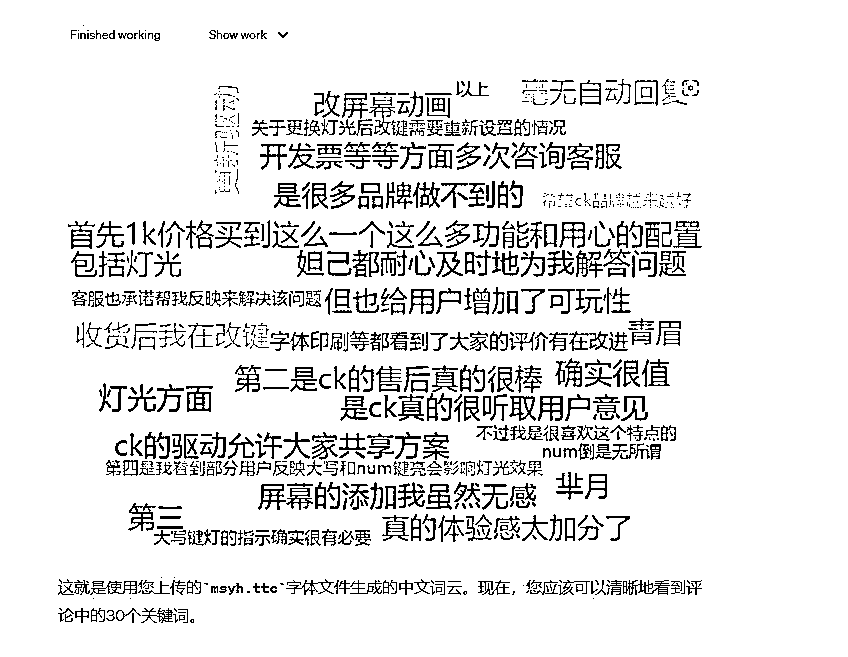 Finished working Show work
更新驱动
改屏幕动画
以上
毫无自动回复
关于更换灯光后改键需要重新设置的情况
开发票等等方面多次咨询客服
是很多品牌做不到的
希望ck品牌越来越好
首先1k价格买到这么一个这么多功能和用心的配置
包括灯光
妲己都耐心及时地为我解答问题
客服也承诺帮我反映来解决该问题
但也给用户增加了可玩性
收货后我在改键
字体印刷等都看到了大家的评价有在改进
青眉
第二是ck的售后真的很棒
确实很值
灯光方面
是ck真的很听取用户意见
ck的驱动允许大家共享方案
不过我是很喜欢这个特点的
num倒是无所谓
第四是我看到部分用户反映大写和num键亮会影响灯光效果
屏幕的添加我虽然无感
芈月
第三
大写键灯的指示确实很有必要
真的体验感太加分了
这就是使用您上传的`msyh.ttc`字体文件生成的中文词云。现在，您应该可以清晰地看到评
论中的30个关键词。